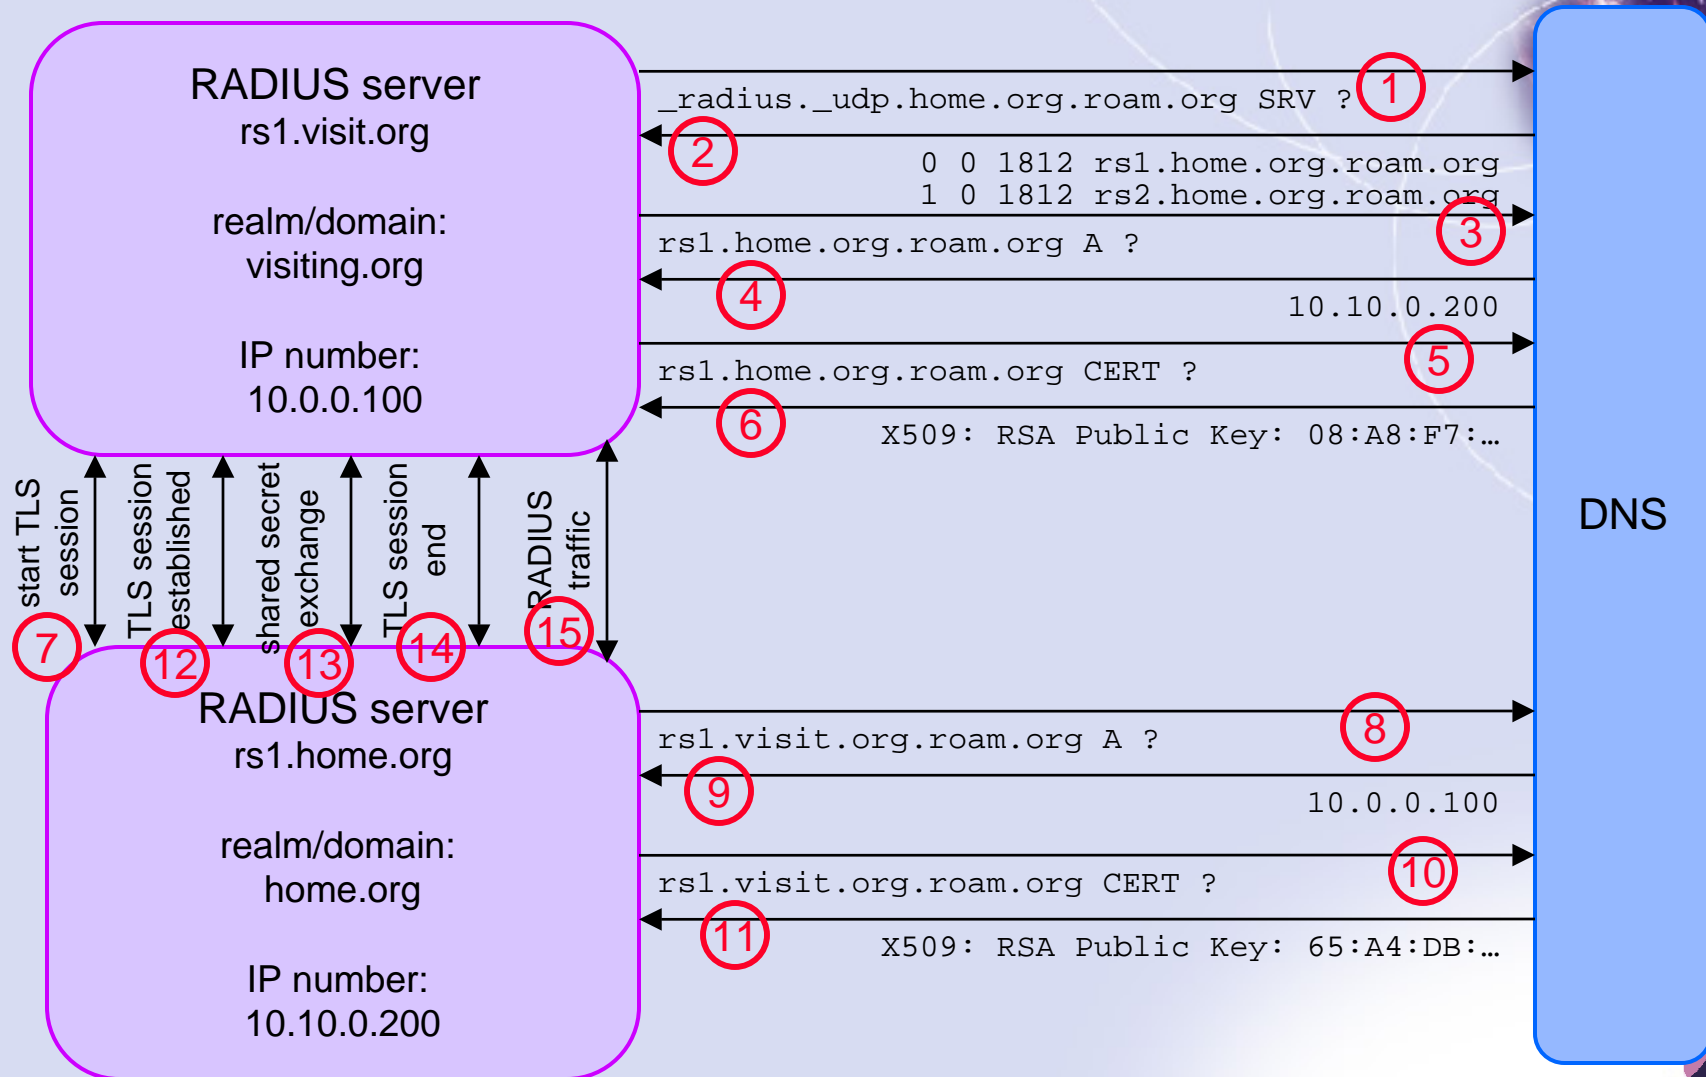 RADIUS server
rs1.visit.org
realm/domain:
visiting.org
IP number:
10.0.0.100
1
_radius._udp.home.org.roam.org SRV ?
2
0 0 1812 rs1.home.org.roam.org
1 0 1812 rs2.home.org.roam.org
3
rs1.home.org.roam.org A ?
4
10.10.0.200
5
rs1.home.org.roam.org CERT ?
6
X509: RSA Public Key: 08:A8:F7:…
DNS
start TLS
session
7
TLS session
established
12
shared secret
exchange
13
TLS session
end
14
RADIUS
traffic
15
RADIUS server
rs1.home.org
realm/domain:
home.org
IP number:
10.10.0.200
8
rs1.visit.org.roam.org A ?
9
10.0.0.100
10
rs1.visit.org.roam.org CERT ?
11
X509: RSA Public Key: 65:A4:DB:…